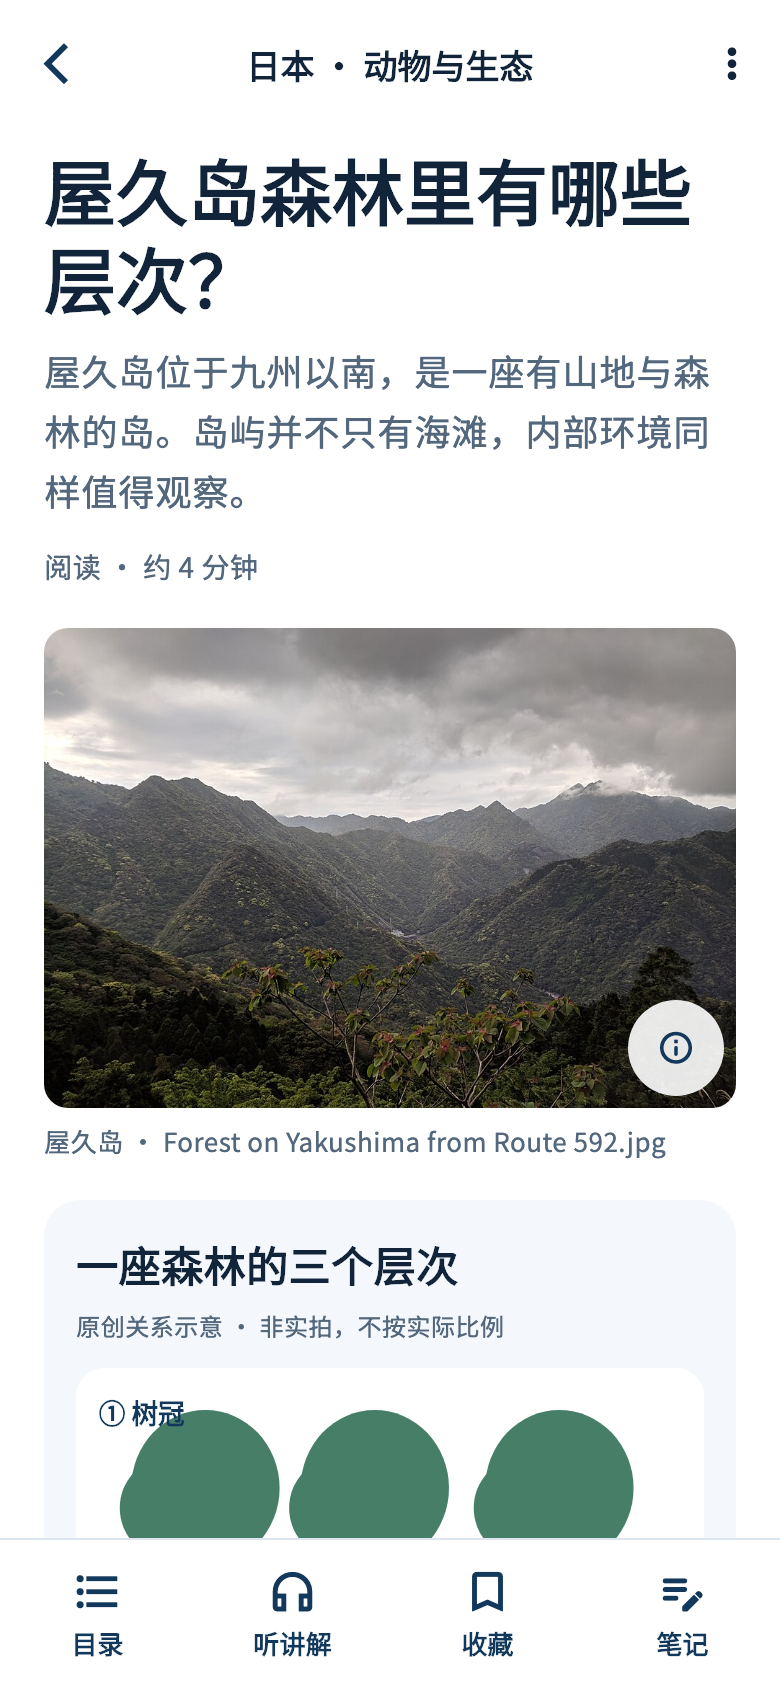 日本 · 动物与生态
屋久岛森林里有哪些
层次？
屋久岛位于九州以南，是一座有山地与森
林的岛。岛屿并不只有海滩，内部环境同
样值得观察。
阅读 · 约 4 分钟
屋久岛 · Forest on Yakushima from Route 592.jpg
一座森林的三个层次
原创关系示意 · 非实拍，不按实际比例
① 树冠
目录
听讲解
收藏
笔记